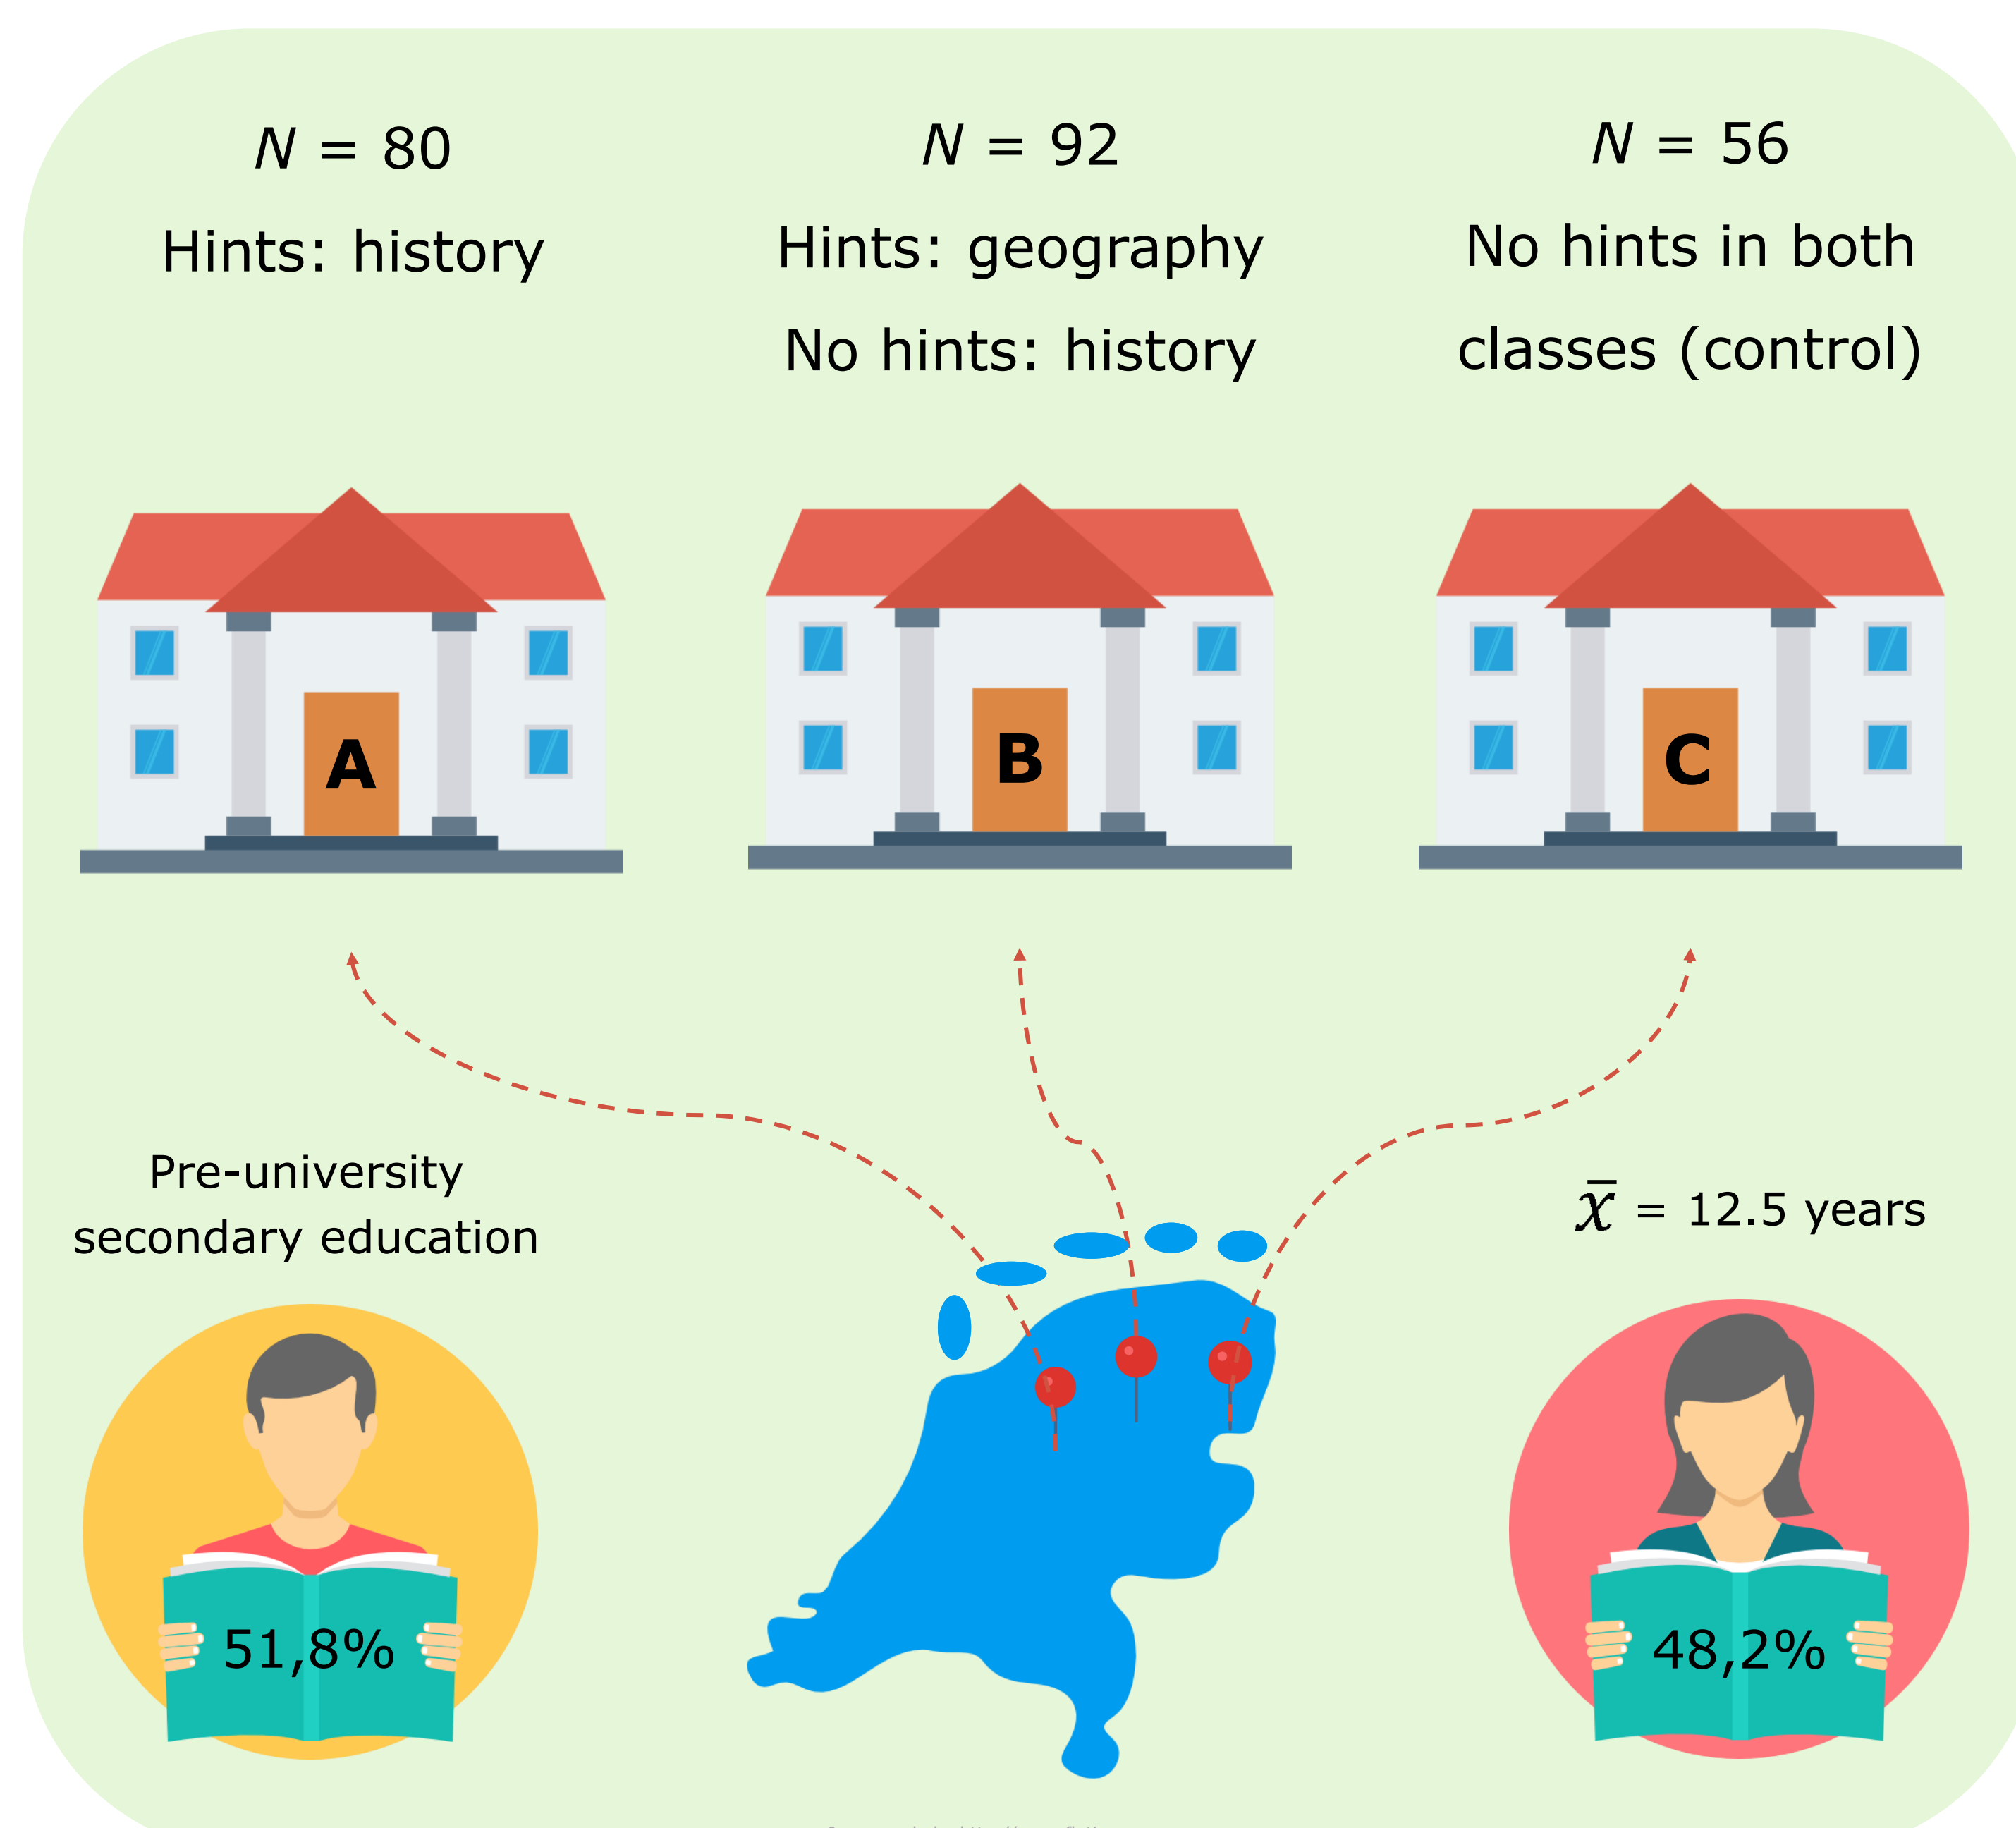 N = 80
Hints: history
N = 92
Hints: geography
No hints: history
N = 56
No hints in both
classes (control)
A
B
C
Pre-university
secondary education
x̅ = 12.5 years
51,8%
48,2%